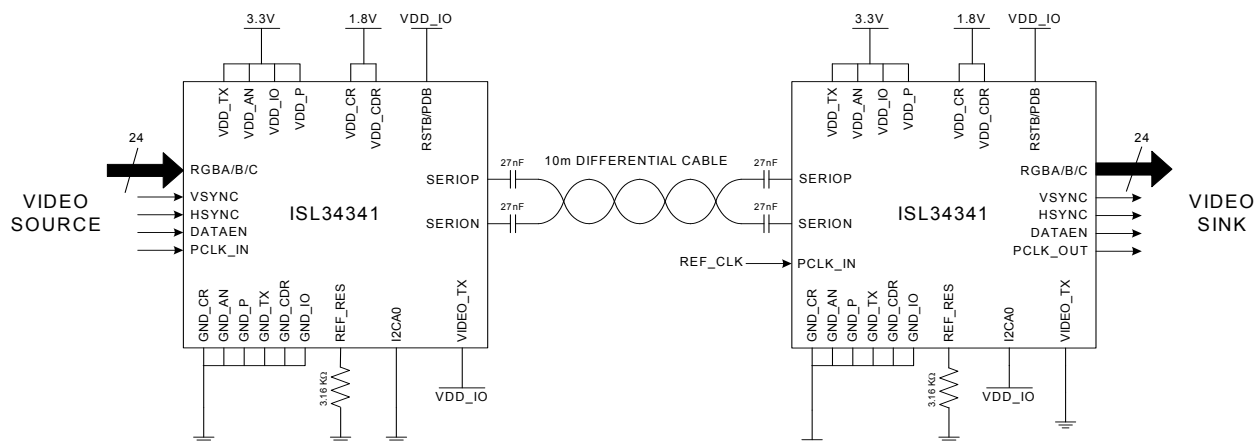 3.3V
1.8V
VDD_IO
VDD_TX
VDD_AN
VDD_IO
VDD_P
VDD_CR
VDD_CDR
RSTB/PDB
24
RGBA/B/C
VIDEO
SOURCE
VSYNC
HSYNC
DATAEN
PCLK_IN
ISL34341
SERIOP
SERION
GND_CR
GND_AN
GND_P
GND_TX
GND_CDR
GND_IO
REF_RES
I2CA0
VIDEO_TX
3.16 KΩ
VDD_IO
27nF
27nF
10m DIFFERENTIAL CABLE
27nF
27nF
REF_CLK
3.3V
1.8V
VDD_IO
VDD_TX
VDD_AN
VDD_IO
VDD_P
VDD_CR
VDD_CDR
RSTB/PDB
SERIOP
SERION
PCLK_IN
ISL34341
24
RGBA/B/C
VSYNC
HSYNC
DATAEN
PCLK_OUT
VIDEO
SINK
GND_CR
GND_AN
GND_P
GND_TX
GND_CDR
GND_IO
REF_RES
I2CA0
VIDEO_TX
3.16 KΩ
VDD_IO